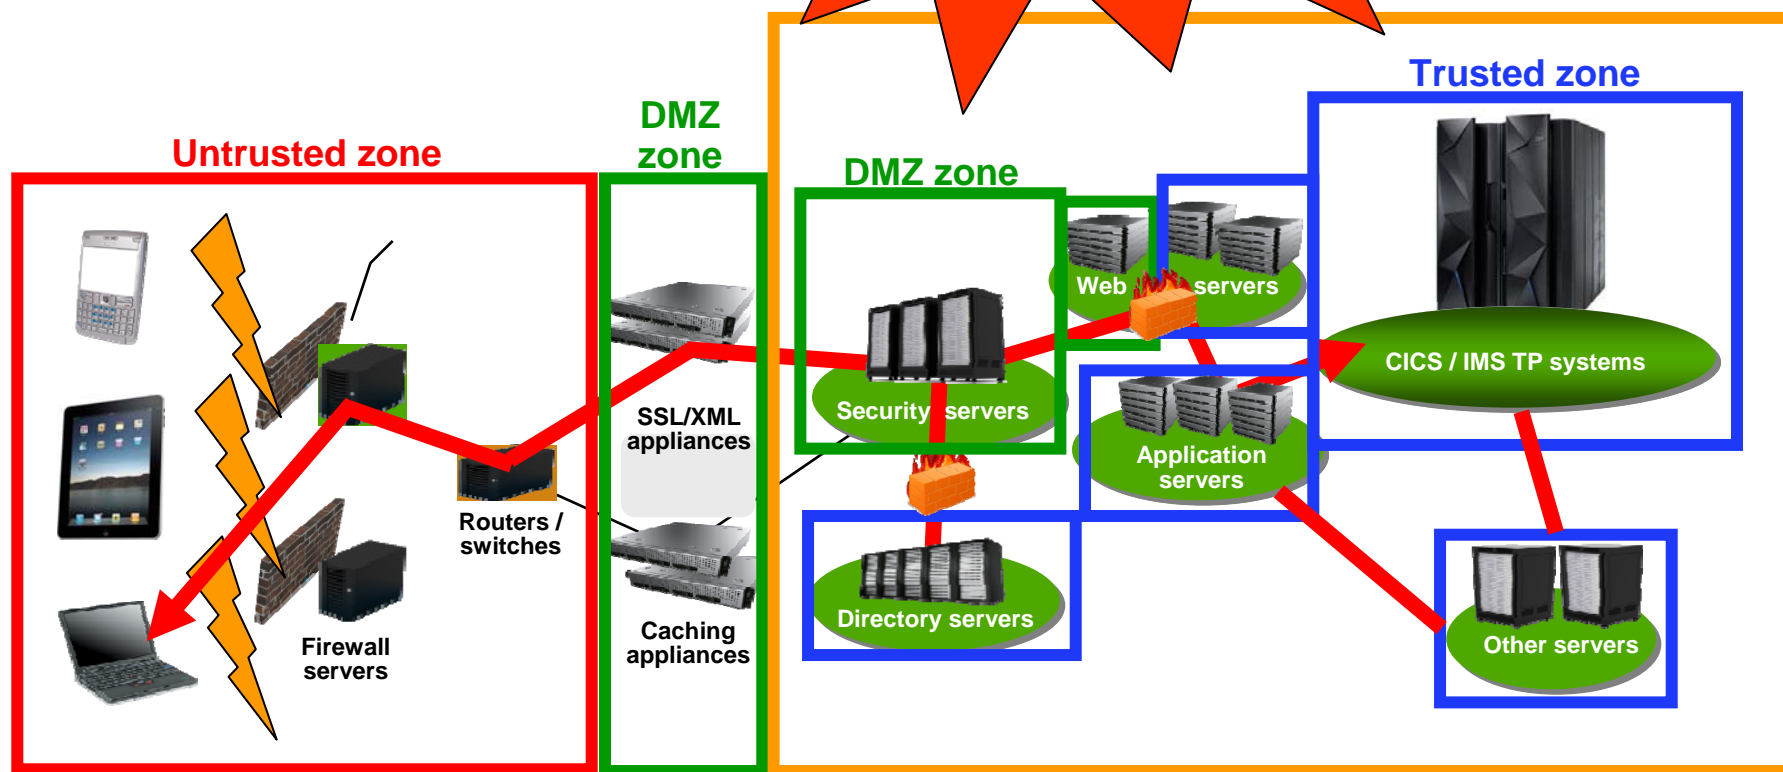 Untrusted zone
DMZ
zone
DMZ zone
Trusted zone
Web servers
CICS / IMS TP systems
Security servers
SSL/XML
appliances
Application
servers
Routers /
switches
Directory servers
Firewall
servers
Caching
appliances
Other servers